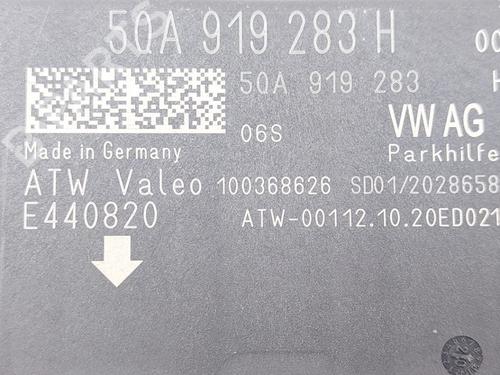 5QA 919 283 H
5QA 919 283 H
06S
VW AG
Made in Germany
Parkhilfe
ATW Valeo 100368626 SD01/2028658
E440820 ATW-00112.10.20ED021